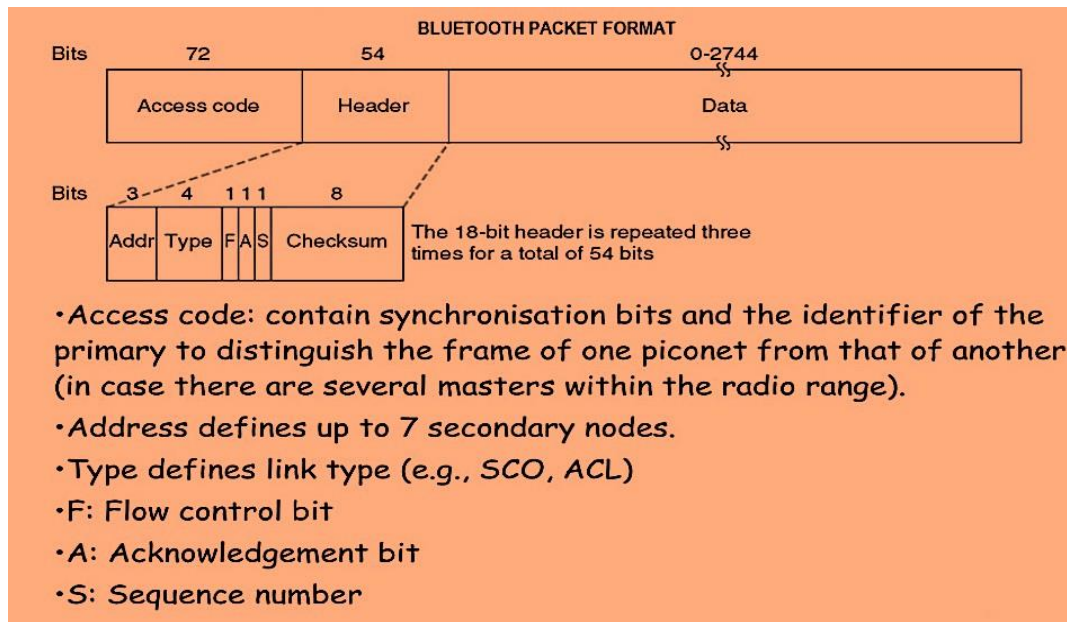 BLUETOOTH PACKET FORMAT
Bits 72 54 0-2744
Access code Header Data
Bits 3 4 1 1 1 8
Addr Type F A S Checksum
The 18-bit header is repeated three
times for a total of 54 bits
•Access code: contain synchronisation bits and the identifier of the
primary to distinguish the frame of one piconet from that of another
(in case there are several masters within the radio range).
•Address defines up to 7 secondary nodes.
•Type defines link type (e.g., SCO, ACL)
•F: Flow control bit
•A: Acknowledgement bit
•S: Sequence number